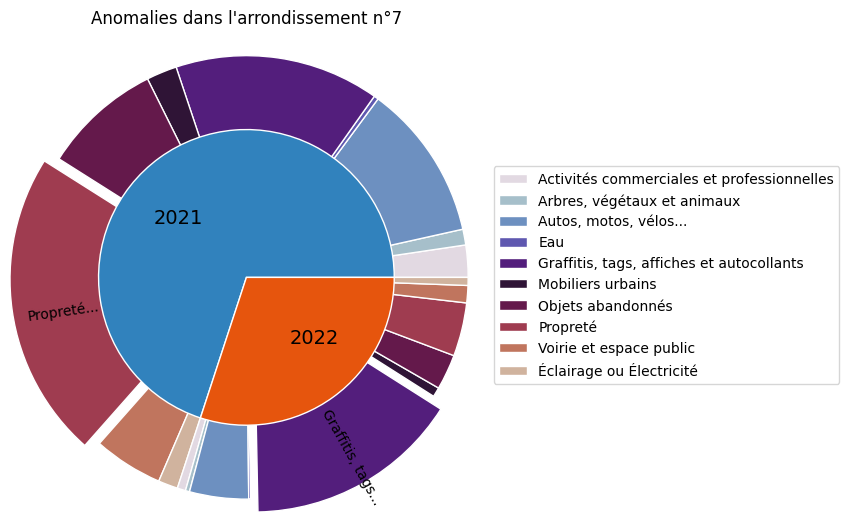 Anomalies dans l'arrondissement n°7
2021
2022
Propreté...
Graffitis, tags...
Activités commerciales et professionnelles
Arbres, végétaux et animaux
Autos, motos, vélos...
Eau
Graffitis, tags, affiches et autocollants
Mobiliers urbains
Objets abandonnés
Propreté
Voirie et espace public
Éclairage ou Électricité